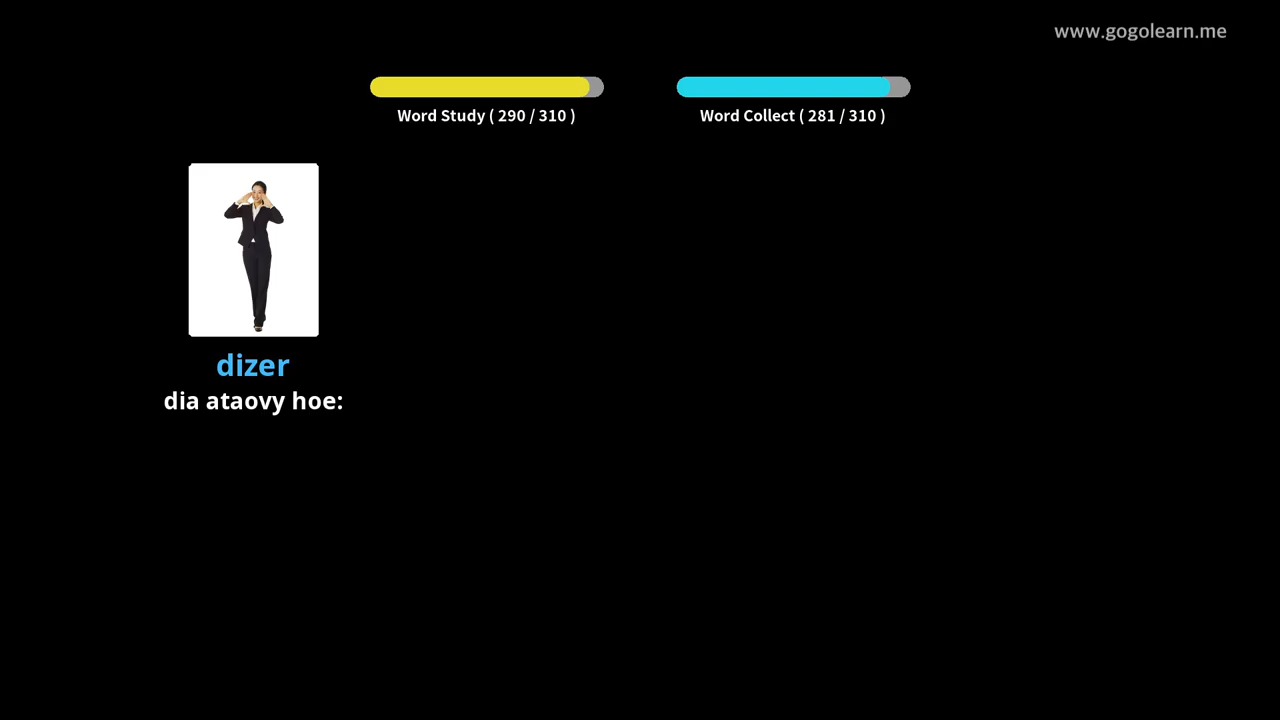 www.gogolearn.me
Word Study ( 290 / 310 )
Word Collect ( 281 / 310 )
dizer
dia ataovy hoe: